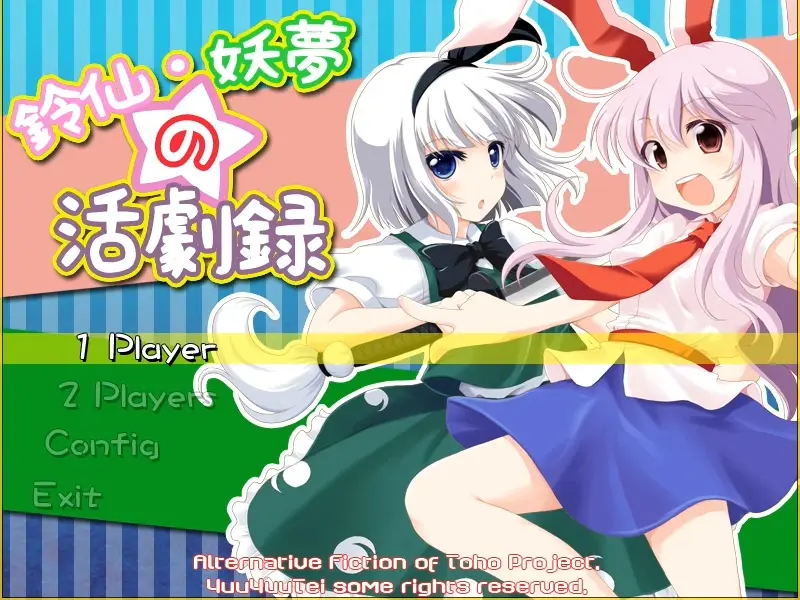 鈴仙・妖夢
の
活劇録
1 Player
2 Players
Config
Exit
Alternative Fiction of Toho Project.
YuuYuuTei some rights reserved.